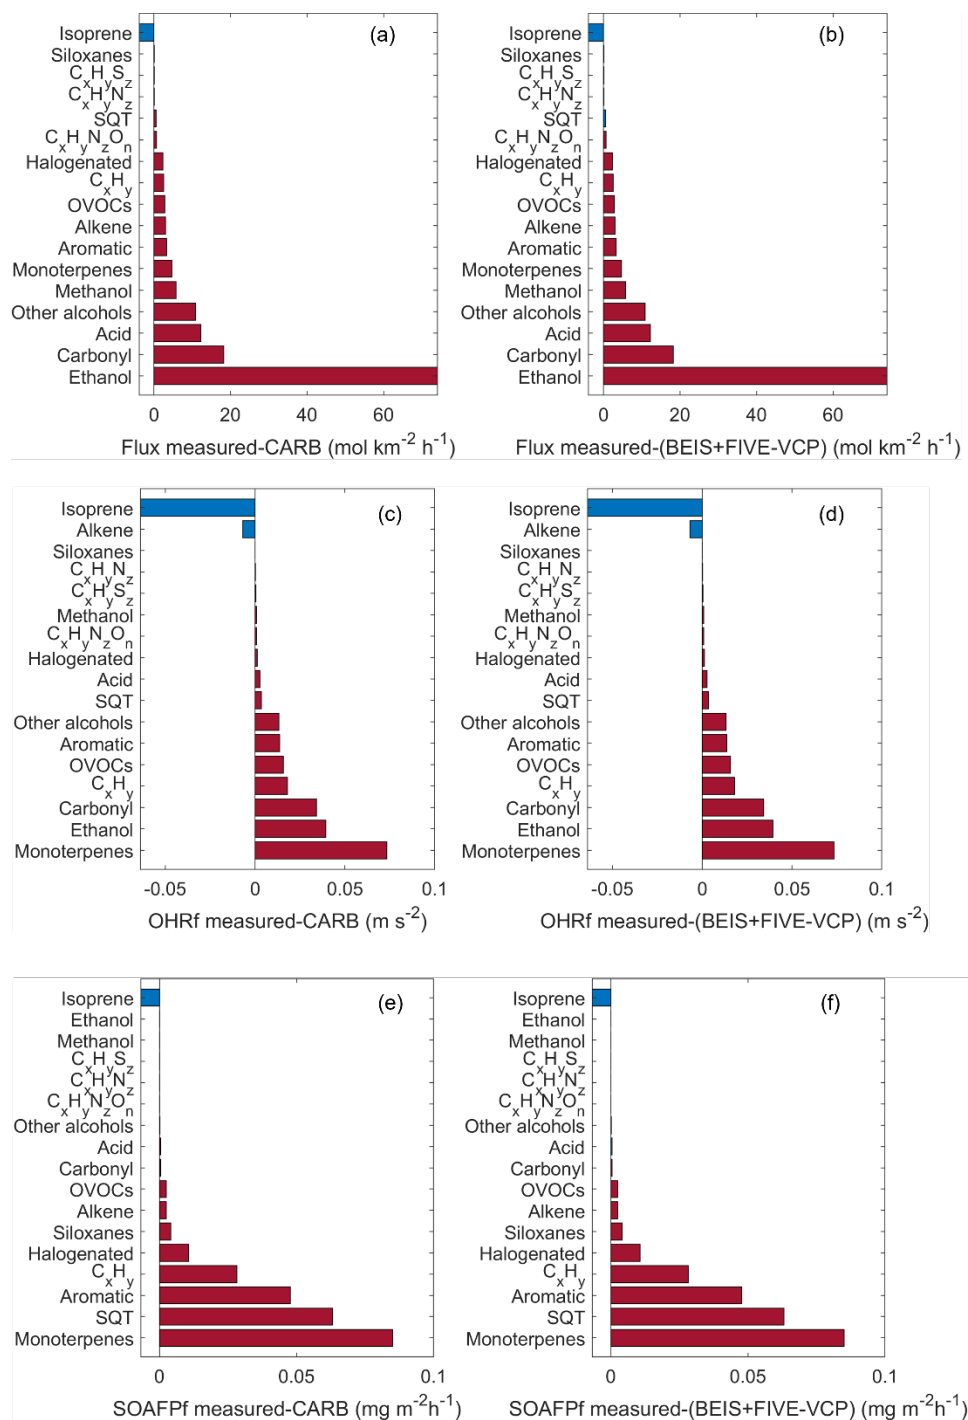 (a)
Isoprene
Siloxanes
CxHySz
CxHyNz
SQT
CxHyNzOn
Halogenated
CxHy
OVOCs
Alkene
Aromatic
Monoterpenes
Methanol
Other alcohols
Acid
Carbonyl
Ethanol
0 20 40 60
Flux measured-CARB (mol km-2 h-1)
(b)
Isoprene
Siloxanes
CxHySz
CxHyNz
SQT
CxHyNzOn
Halogenated
CxHy
OVOCs
Alkene
Aromatic
Monoterpenes
Methanol
Other alcohols
Acid
Carbonyl
Ethanol
0 20 40 60
Flux measured-(BEIS+FIVE-VCP) (mol km-2 h-1)
(c)
Isoprene
Alkene
Siloxanes
CxHyNz
CxHySz
Methanol
CxHyNzOn
Halogenated
Acid
SQT
Other alcohols
Aromatic
OVOCs
CxHy
Carbonyl
Ethanol
Monoterpenes
-0.05 0 0.05 0.1
OHRf measured-CARB (m s-2)
(d)
Isoprene
Alkene
Siloxanes
CxHyNz
CxHySz
Methanol
CxHyNzOn
Halogenated
Acid
SQT
Other alcohols
Aromatic
OVOCs
CxHy
Carbonyl
Ethanol
Monoterpenes
-0.05 0 0.05 0.1
OHRf measured-(BEIS+FIVE-VCP) (m s-2)
(e)
Isoprene
Ethanol
Methanol
CxHySz
CxHyNz
CxHyNzOn
Other alcohols
Acid
Carbonyl
OVOCs
Alkene
Siloxanes
Halogenated
CxHy
Aromatic
SQT
Monoterpenes
0 0.05 0.1
SOAFPf measured-CARB (mg m-2h-1)
(f)
Isoprene
Ethanol
Methanol
CxHySz
CxHyNz
CxHyNzOn
Other alcohols
Acid
Carbonyl
OVOCs
Alkene
Siloxanes
Halogenated
CxHy
Aromatic
SQT
Monoterpenes
0 0.05 0.1
SOAFPf measured-(BEIS+FIVE-VCP) (mg m-2h-1)